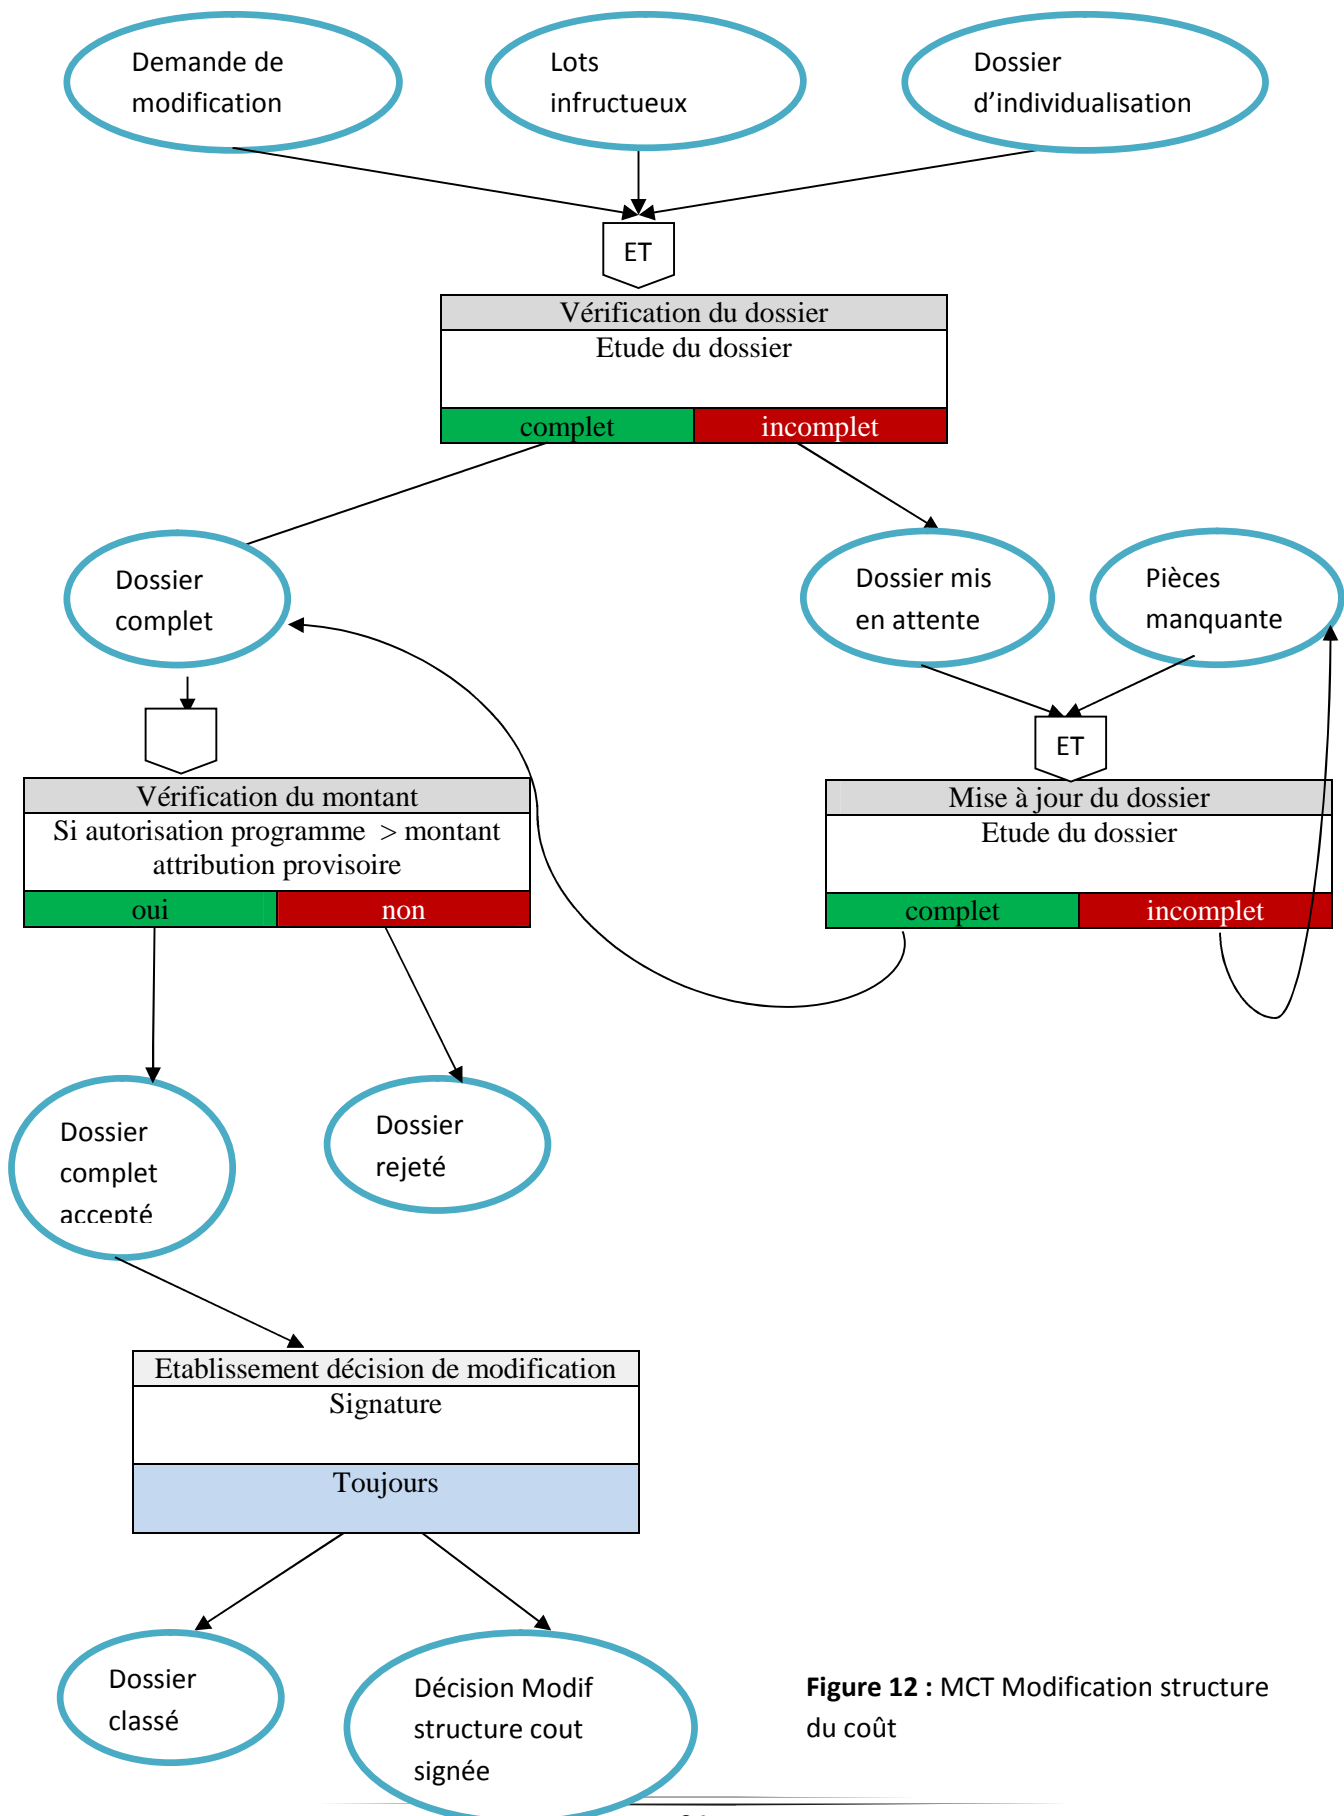 Demande de
modification
Lots
infructueux
Dossier
d’individualisation
ET
Vérification du dossier
Etude du dossier
complet
incomplet
Dossier
complet
Dossier mis
en attente
Pièces
manquante
ET
Vérification du montant
Si autorisation programme > montant
attribution provisoire
oui
non
Mise à jour du dossier
Etude du dossier
complet
incomplet
Dossier
complet
accepté
Dossier
rejeté
Etablissement décision de modification
Signature
Toujours
Dossier
classé
Décision Modif
structure cout
signée
Figure 12 : MCT Modification structure
du coût